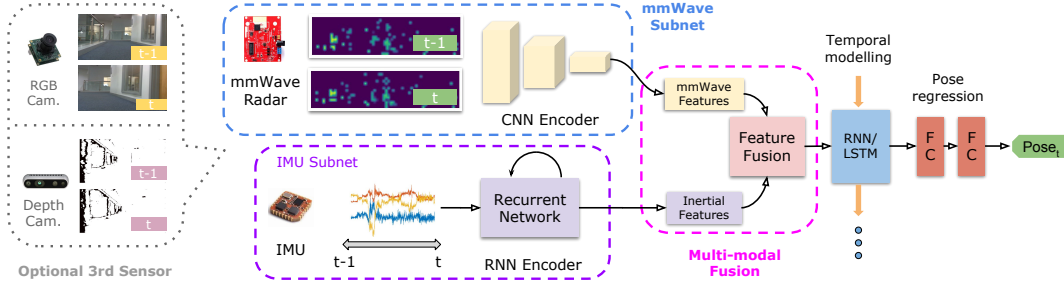 RGB
Cam.
t-1
t
Depth
Cam.
t-1
t
Optional 3rd Sensor
mmWave
Radar
t-1
t
CNN Encoder
mmWave
Subnet
IMU Subnet
IMU
t-1
t
Recurrent
Network
RNN Encoder
mmWave
Features
Feature
Fusion
Inertial
Features
Multi-modal
Fusion
Temporal
modelling
RNN/
LSTM
Pose
regression
F
C
F
C
Pose_t